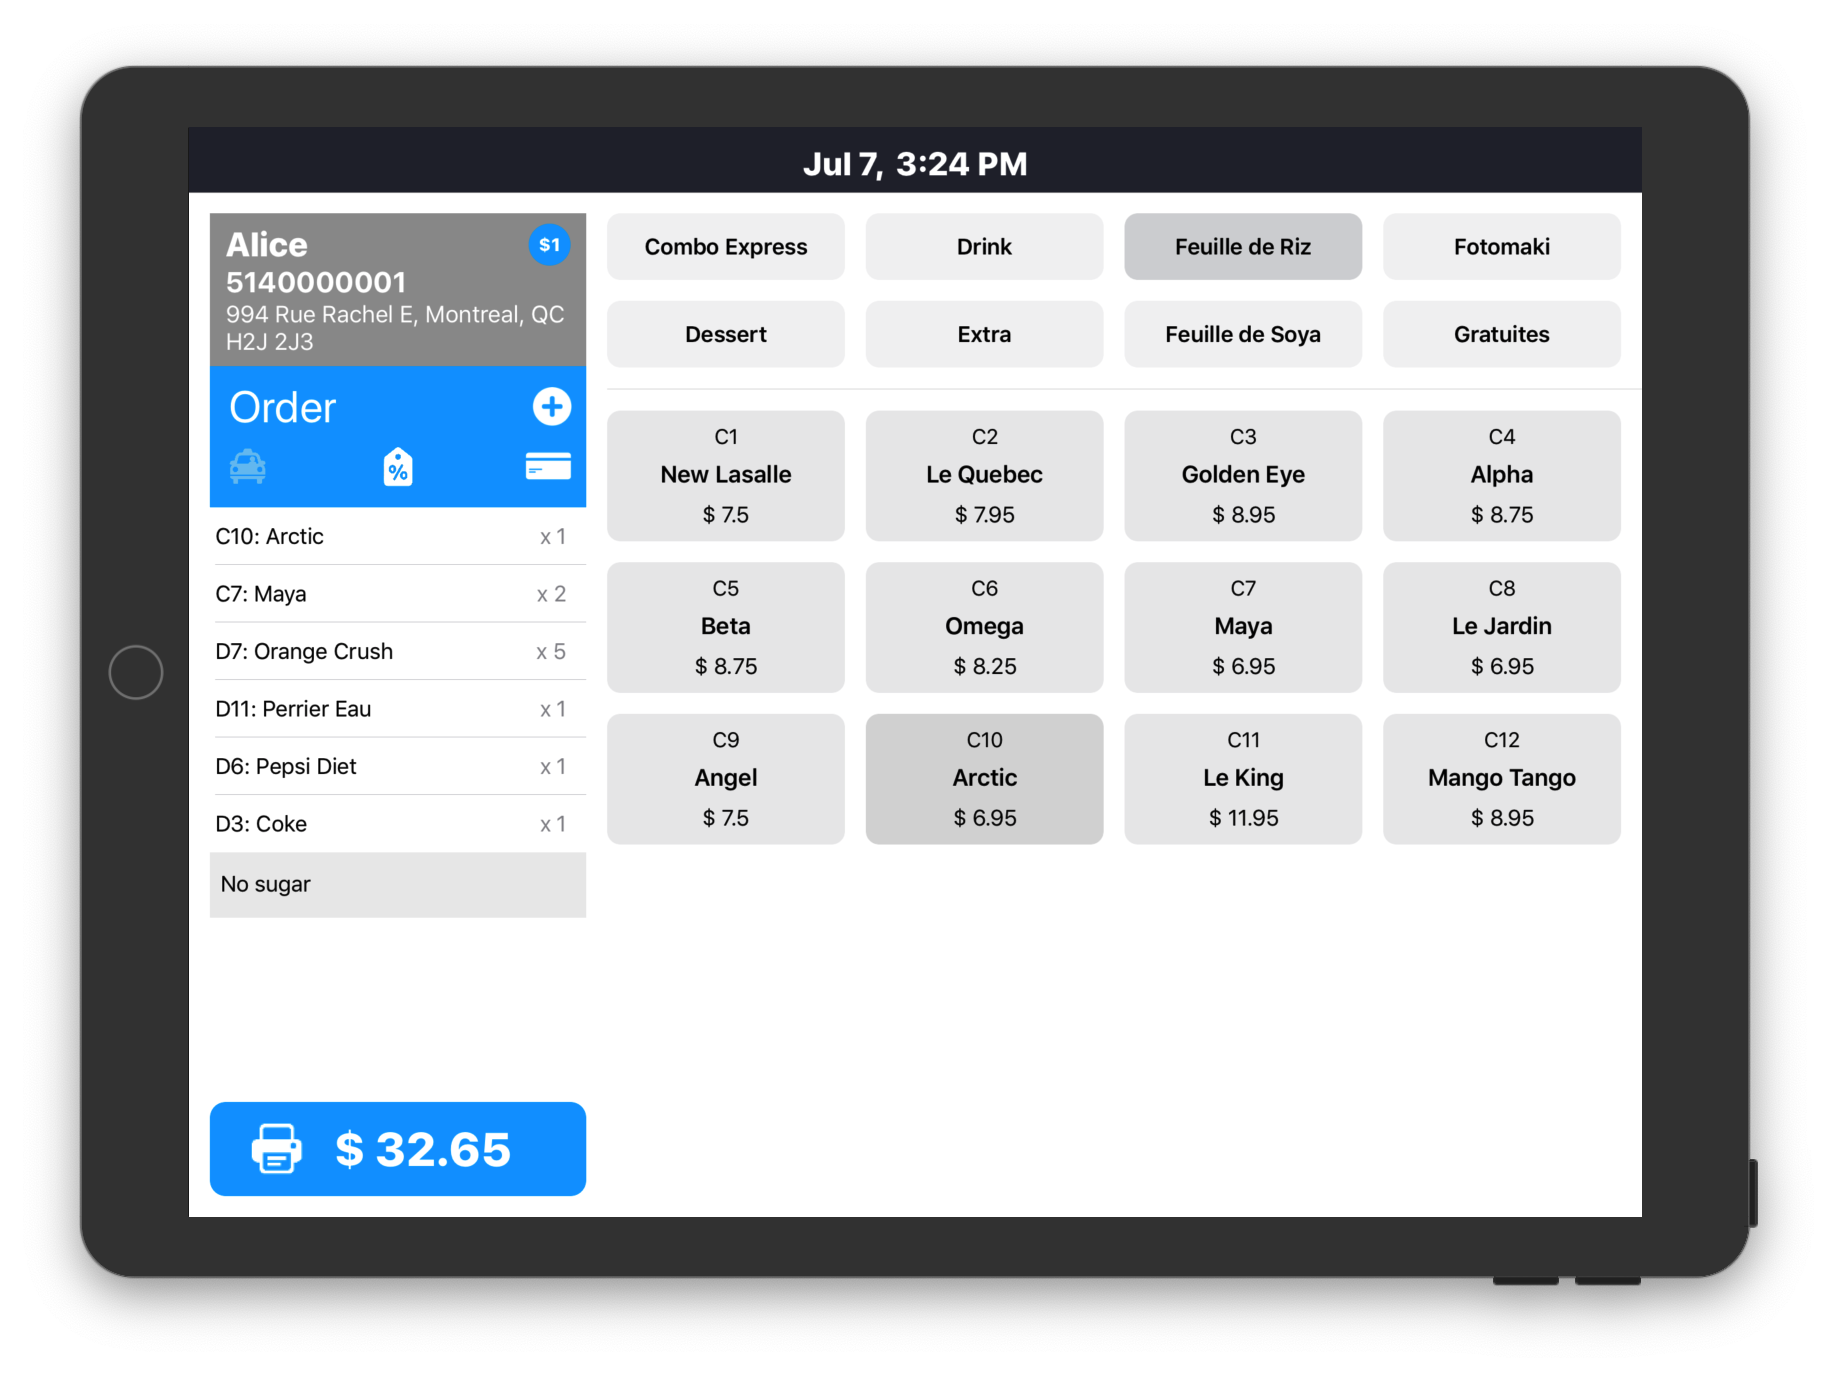 Jul 7, 3:24 PM
Alice
$1
5140000001
994 Rue Rachel E, Montreal, QC
H2J 2J3
Order
%
C10: Arctic x 1
C7: Maya x 2
D7: Orange Crush x 5
D11: Perrier Eau x 1
D6: Pepsi Diet x 1
D3: Coke x 1
No sugar
$ 32.65
Combo Express
Drink
Feuille de Riz
Fotomaki
Dessert
Extra
Feuille de Soya
Gratuites
C1
New Lasalle
$ 7.5
C2
Le Quebec
$ 7.95
C3
Golden Eye
$ 8.95
C4
Alpha
$ 8.75
C5
Beta
$ 8.75
C6
Omega
$ 8.25
C7
Maya
$ 6.95
C8
Le Jardin
$ 6.95
C9
Angel
$ 7.5
C10
Arctic
$ 6.95
C11
Le King
$ 11.95
C12
Mango Tango
$ 8.95